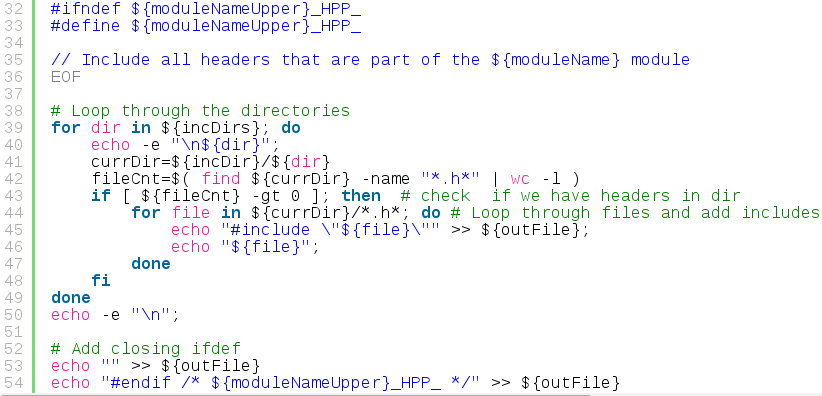 32 #ifndef ${moduleNameUpper}_HPP_
33 #define ${moduleNameUpper}_HPP_
34
35 // Include all headers that are part of the ${moduleName} module
36 EOF
37
38 # Loop through the directories
39 for dir in ${incDirs}; do
40     echo -e "\n${dir}";
41     currDir=${incDir}/${dir}
42     fileCnt=$( find ${currDir} -name "*.h*" | wc -l )
43     if [ ${fileCnt} -gt 0 ]; then  # check  if we have headers in dir
44         for file in ${currDir}/*.h*; do # Loop through files and add includes
45             echo "#include \"${file}\"" >> ${outFile};
46             echo "${file}";
47         done
48     fi
49 done
50 echo -e "\n";
51
52 # Add closing ifdef
53 echo "" >> ${outFile}
54 echo "#endif /* ${moduleNameUpper}_HPP_ */" >> ${outFile}